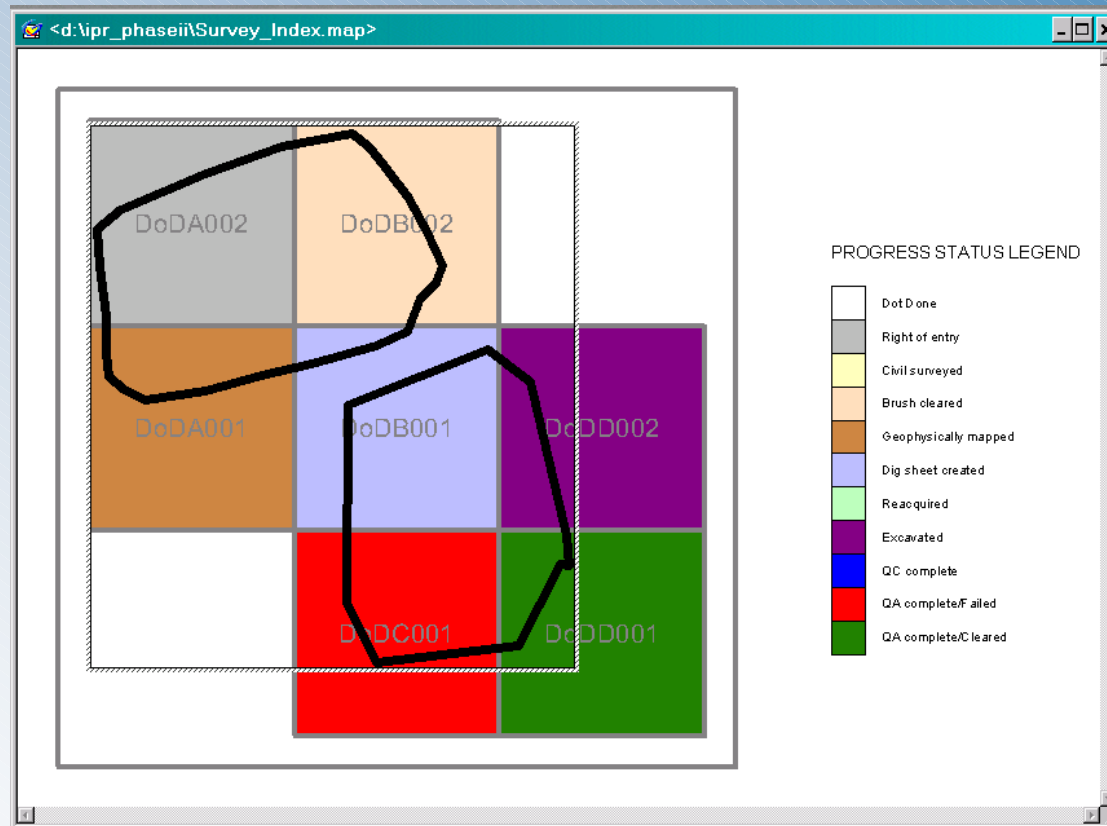 <d:\ipr_phaseii\Survey_Index.map>
DoDA002
DoDB002
DoDA001
DoDB001
DoDD002
DoDC001
DoDD001
PROGRESS STATUS LEGEND
Dot Done
Right of entry
Civil surveyed
Brush cleared
Geophysically mapped
Dig sheet created
Reacquired
Excavated
QC complete
QA complete/Failed
QA complete/Cleared